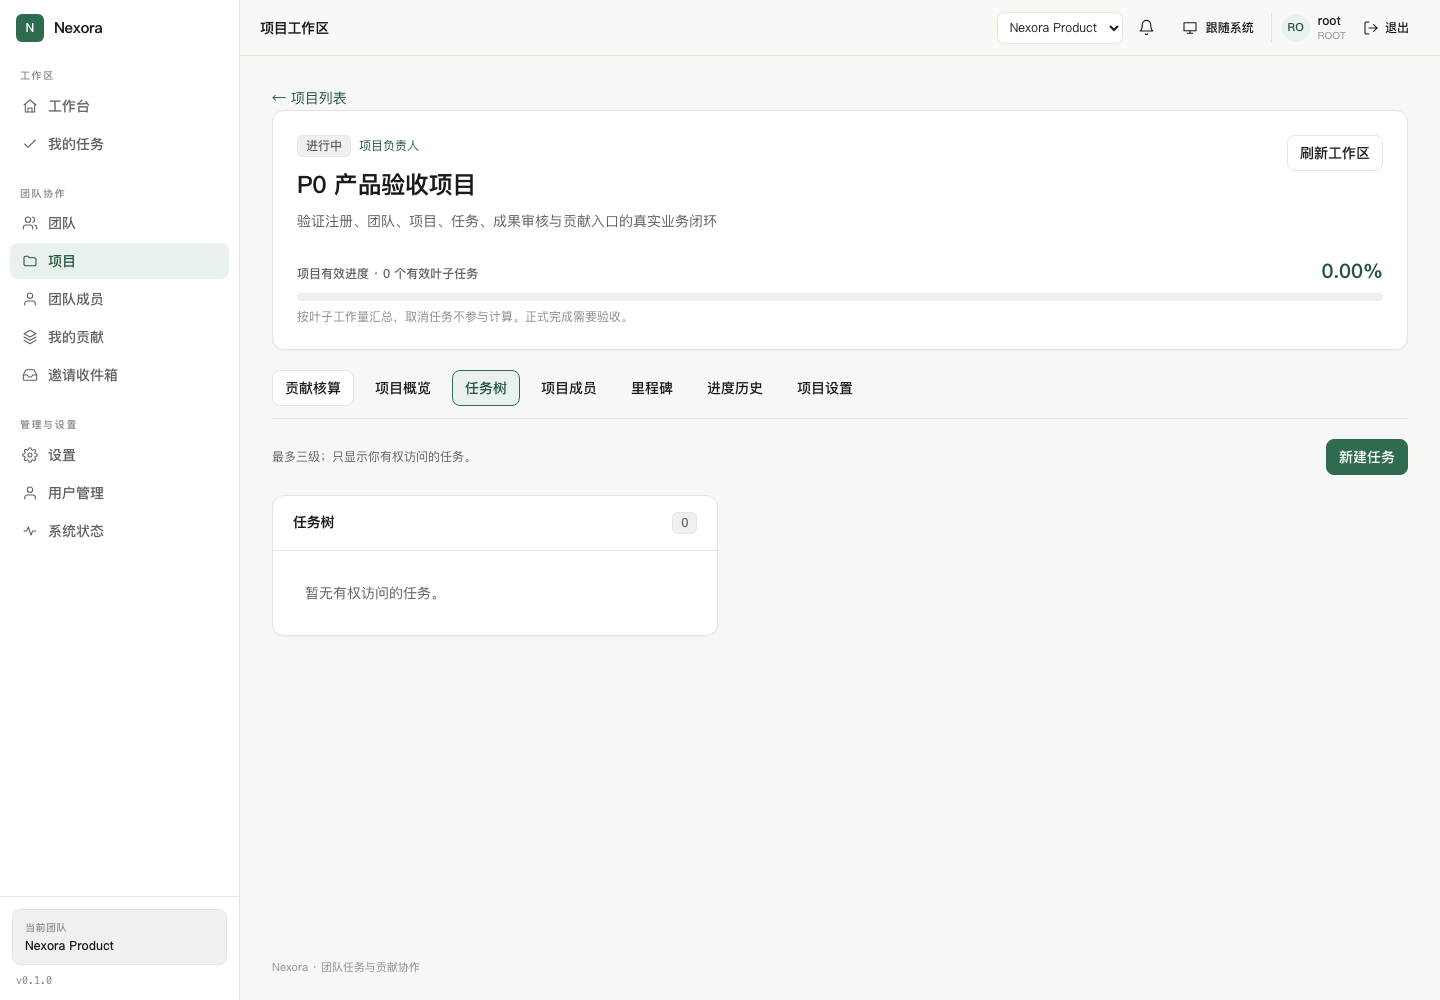 N Nexora
工作区
工作台
我的任务
团队协作
团队
项目
团队成员
我的贡献
邀请收件箱
管理与设置
设置
用户管理
系统状态
当前团队
Nexora Product
v0.1.0
项目工作区
Nexora Product
跟随系统
RO
root
ROOT
退出
← 项目列表
进行中 项目负责人
刷新工作区
P0 产品验收项目
验证注册、团队、项目、任务、成果审核与贡献入口的真实业务闭环
项目有效进度 · 0 个有效叶子任务
0.00%
按叶子工作量汇总，取消任务不参与计算。正式完成需要验收。
贡献核算 项目概览 任务树 项目成员 里程碑 进度历史 项目设置
最多三级；只显示你有权访问的任务。
新建任务
任务树
0
暂无有权访问的任务。
Nexora · 团队任务与贡献协作